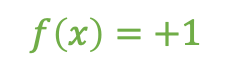 f(x) = +1